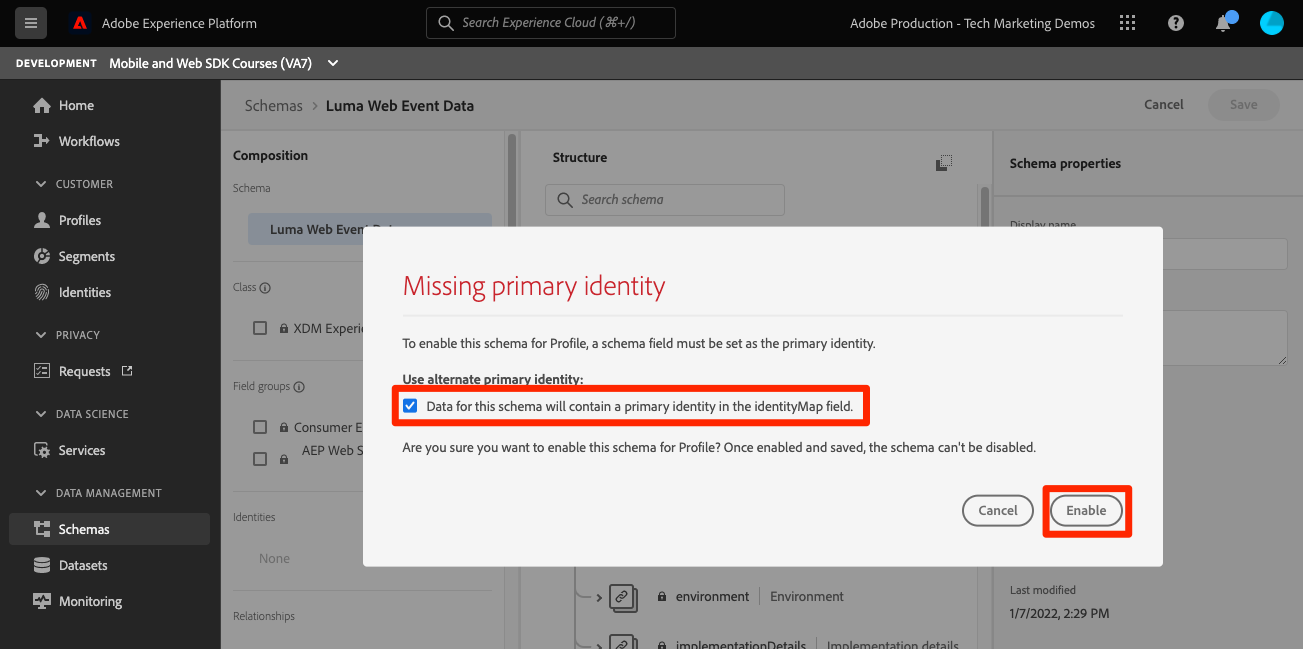 Adobe Experience Platform
Search Experience Cloud (⌘+/)
Adobe Production - Tech Marketing Demos
DEVELOPMENT Mobile and Web SDK Courses (VA7)
Home
Workflows
CUSTOMER
Profiles
Segments
Identities
PRIVACY
Requests
DATA SCIENCE
Services
DATA MANAGEMENT
Schemas
Datasets
Monitoring
Schemas > Luma Web Event Data
Cancel
Save
Composition
Schema
Luma Web Event
Class
XDM Experie
Field groups
Consumer E
AEP Web S
Identities
None
Relationships
Structure
Search schema
Schema properties
Display name
Missing primary identity
To enable this schema for Profile, a schema field must be set as the primary identity.
Use alternate primary identity:
Data for this schema will contain a primary identity in the identityMap field.
Are you sure you want to enable this schema for Profile? Once enabled and saved, the schema can't be disabled.
Cancel
Enable
environment Environment
implementationDetails Implementation details
Last modified
1/7/2022, 2:29 PM